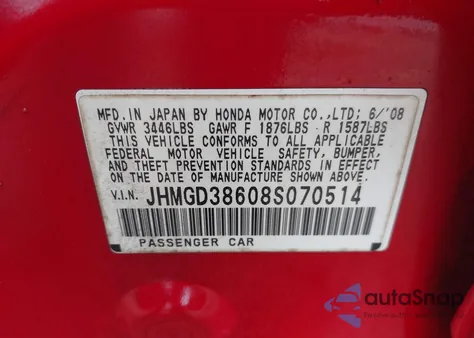 MFD. IN JAPAN BY HONDA MOTOR CO.,LTD; 6/'08
GVWR 3446LBS GAWR F 1876LBS · R 1587LBS
THIS VEHICLE CONFORMS TO ALL APPLICABLE
FEDERAL MOTOR VEHICLE SAFETY, BUMPER,
AND THEFT PREVENTION STANDARDS IN EFFECT
ON THE DATE OF MANUFACTURE SHOWN ABOVE.
V.I.N. JHMGD38608S070514
PASSENGER CAR
autoSnap